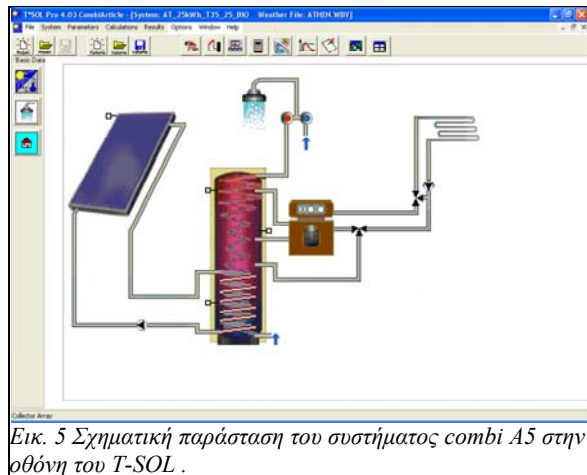 T*SOL Pro 4.03 CombiArticle - [System: AT_25kWh_T35_25_BIO   Weather File: ATHEN.WBV]
File System Parameters Calculations Results Options Window Help
Basic Data
Collector Array
Εικ. 5 Σχηματική παράσταση του συστήματος combi A5 στην
οθόνη του T-SOL .